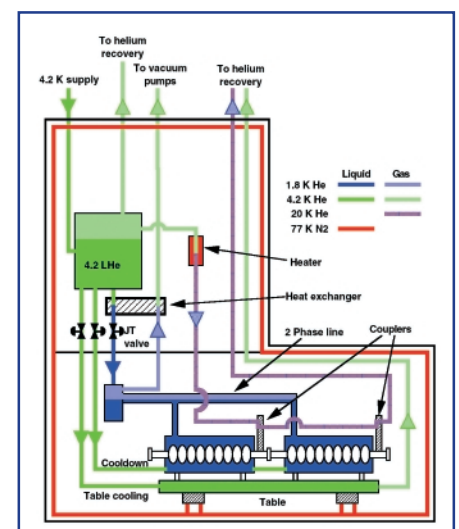 To helium
recovery
To vacuum
pumps
To helium
recovery
4.2 K supply
Liquid Gas
1.8 K He
4.2 K He
20 K He
77 K N2
4.2 LHe
Heater
Heat exchanger
JT
valve
2 Phase line
Couplers
Cooldown
Table cooling
Table